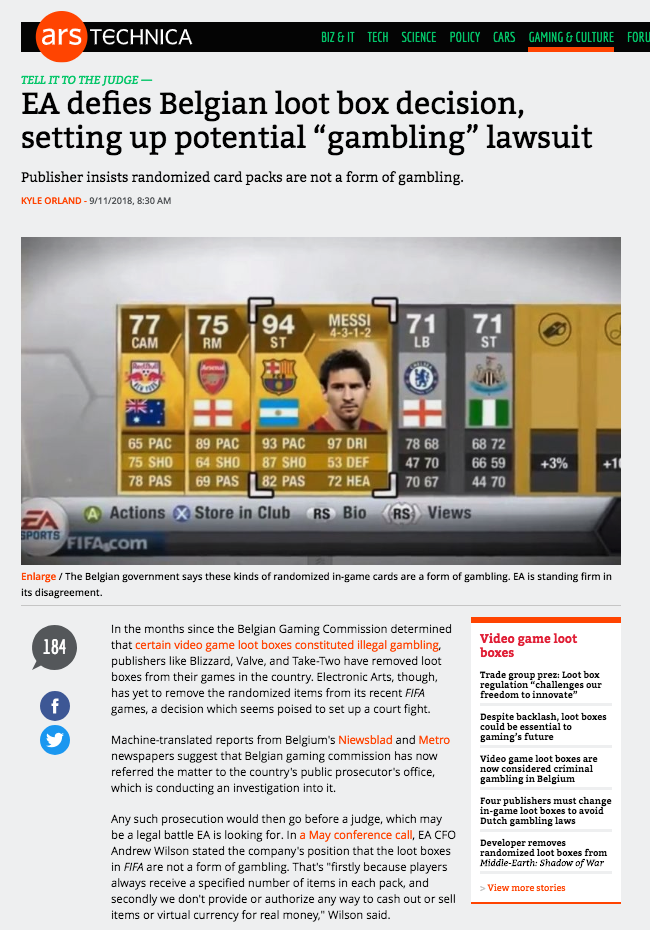 ars TECHNICA
BIZ & IT TECH SCIENCE POLICY CARS GAMING & CULTURE FORU
TELL IT TO THE JUDGE —
EA defies Belgian loot box decision,
setting up potential “gambling” lawsuit
Publisher insists randomized card packs are not a form of gambling.
KYLE ORLAND - 9/11/2018, 8:30 AM
77 75 94 MESSI 71 71
CAM RM ST 4-3-1-2 LB ST
65 PAC 89 PAC 93 PAC 97 DRI 78 68 68 72
75 SHO 64 SHO 87 SHO 53 DEF 47 70 66 59 +3% +1
78 PAS 69 PAS 82 PAS 72 HEA 70 67 44 70
A Actions X Store in Club RS Bio RS Views
EA
SPORTS
FIFA.com
Enlarge / The Belgian government says these kinds of randomized in-game cards are a form of gambling. EA is standing firm in
its disagreement.
184
In the months since the Belgian Gaming Commission determined
that certain video game loot boxes constituted illegal gambling,
publishers like Blizzard, Valve, and Take-Two have removed loot
boxes from their games in the country. Electronic Arts, though,
has yet to remove the randomized items from its recent FIFA
games, a decision which seems poised to set up a court fight.
Machine-translated reports from Belgium's Niewsblad and Metro
newspapers suggest that Belgian gaming commission has now
referred the matter to the country's public prosecutor's office,
which is conducting an investigation into it.
Any such prosecution would then go before a judge, which may
be a legal battle EA is looking for. In a May conference call, EA CFO
Andrew Wilson stated the company's position that the loot boxes
in FIFA are not a form of gambling. That's "firstly because players
always receive a specified number of items in each pack, and
secondly we don't provide or authorize any way to cash out or sell
items or virtual currency for real money," Wilson said.
Video game loot
boxes
Trade group prez: Loot box
regulation “challenges our
freedom to innovate”
Despite backlash, loot boxes
could be essential to
gaming’s future
Video game loot boxes are
now considered criminal
gambling in Belgium
Four publishers must change
in-game loot boxes to avoid
Dutch gambling laws
Developer removes
randomized loot boxes from
Middle-Earth: Shadow of War
> View more stories